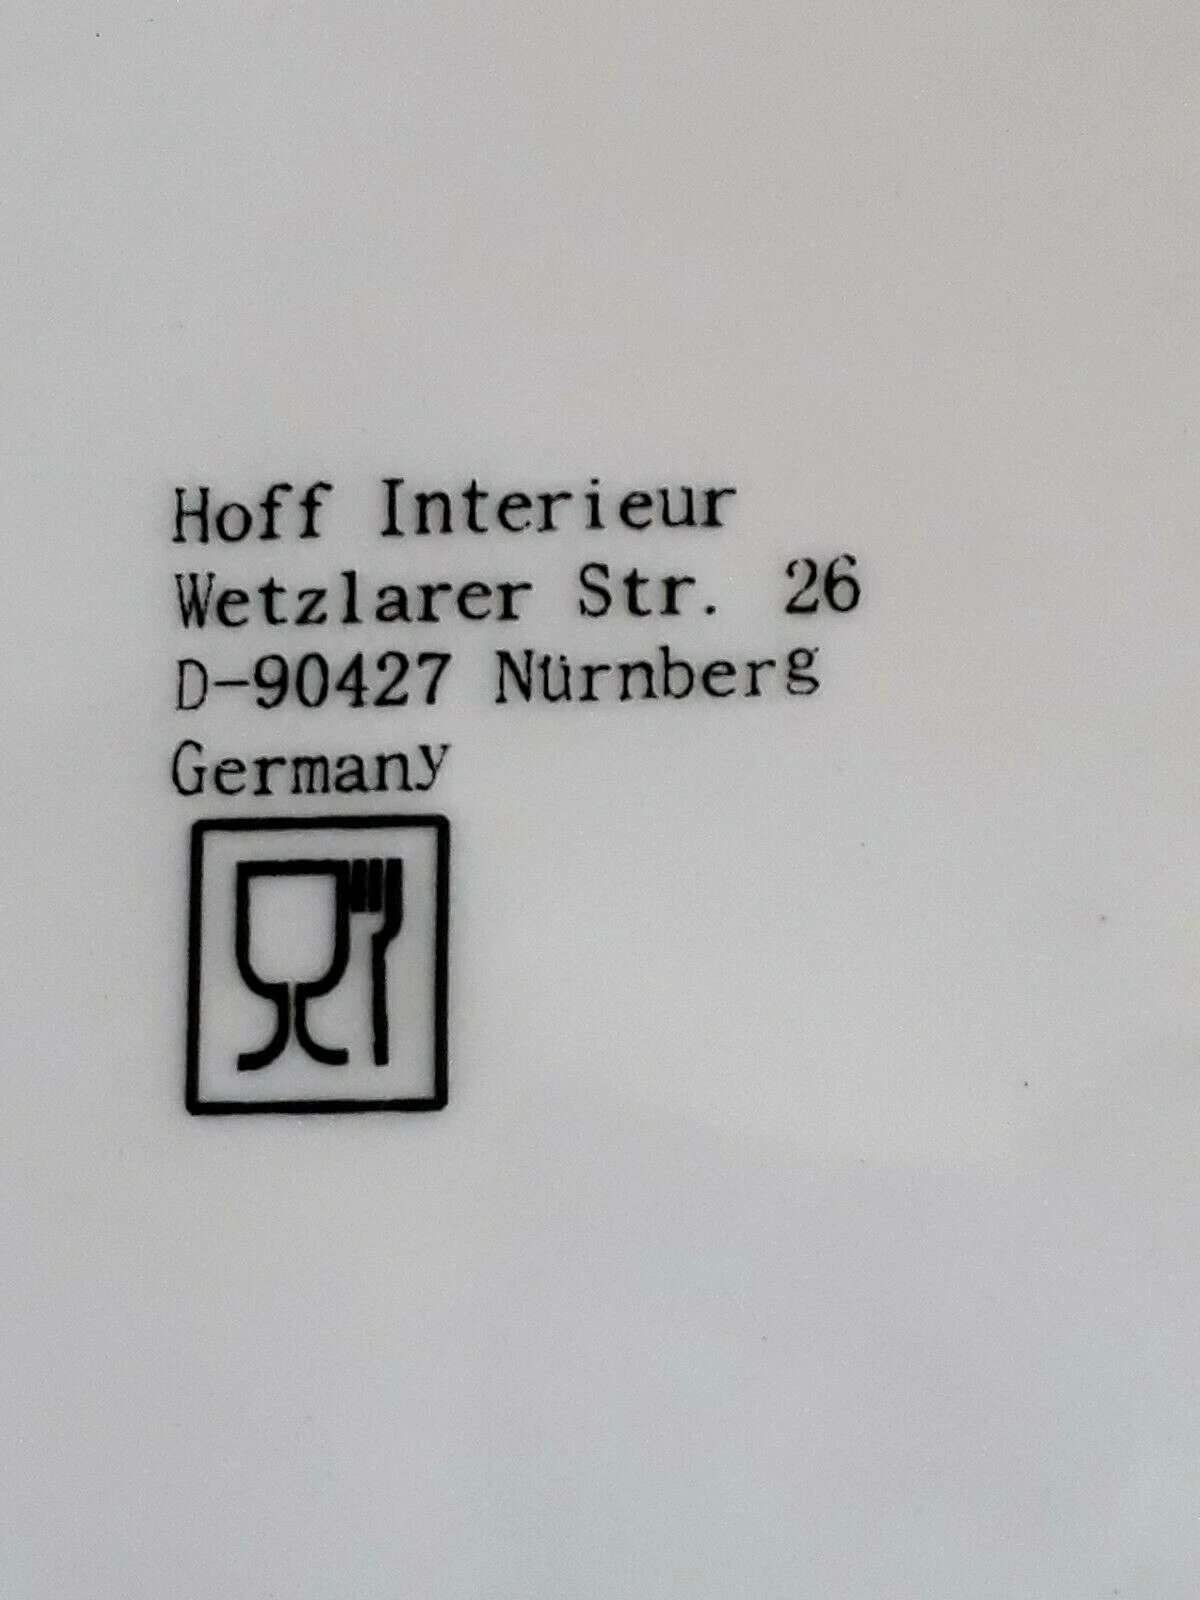 Hoff Interieur
Wetzlarer Str. 26
D-90427 Nürnberg
Germany